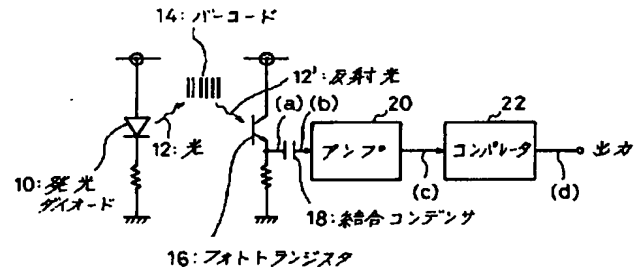 14:バーコード
12':反射光
(a) (b)
20
22
アンプ
コンパレータ
出力
12:光
(c)
(d)
10:発光
ダイオード
18:結合コンデンサ
16:フォトトランジスタ